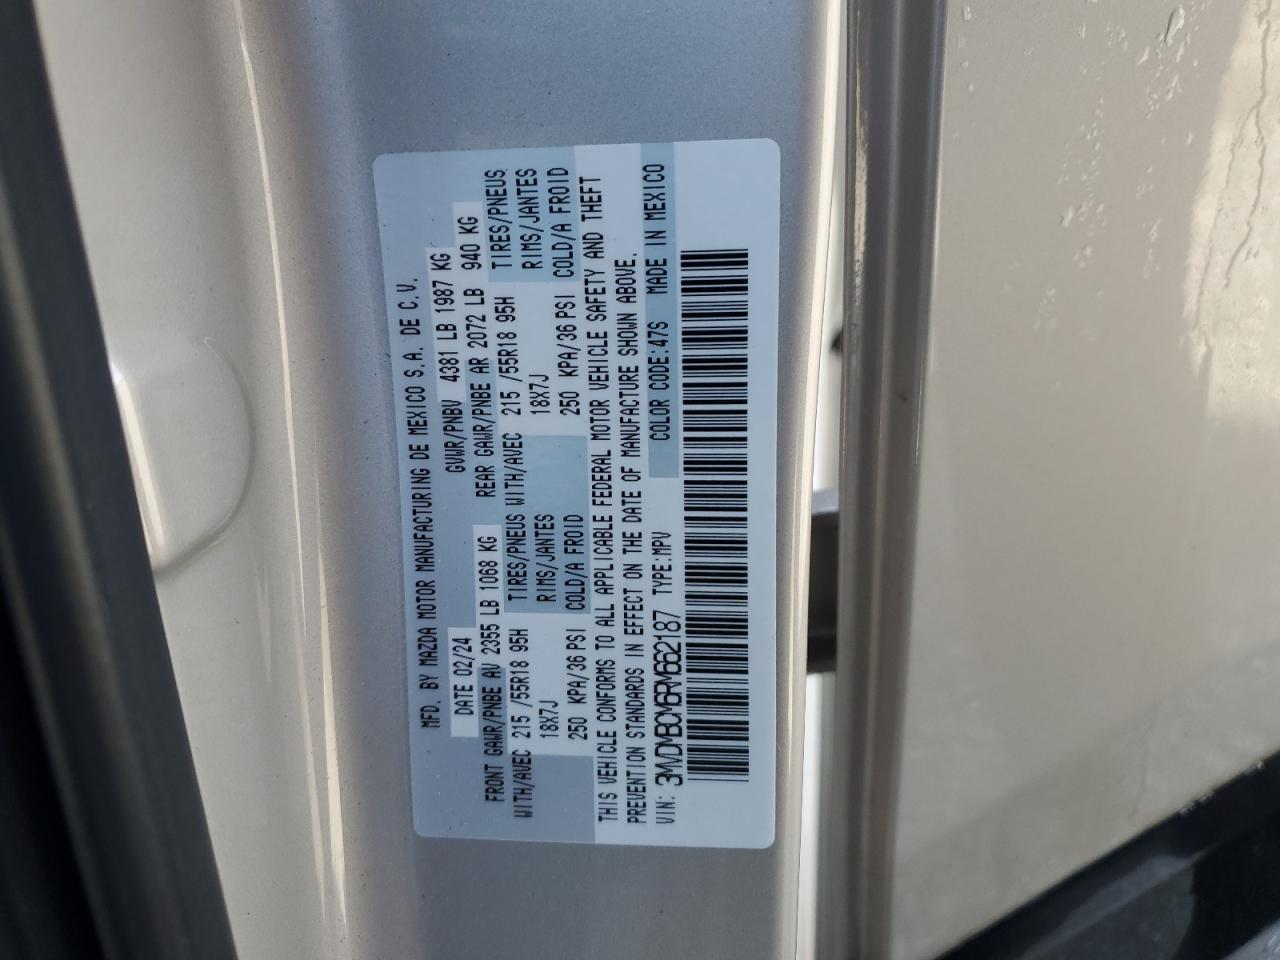 MFD. BY MAZDA MOTOR MANUFACTURING DE MEXICO S.A. DE C.V.
DATE 02/24 GVWR/PNBV 4381 LB 1987 KG
FRONT GAWR/PNBE AV 2355 LB 1068 KG REAR GAWR/PNBE AR 2072 LB 940 KG
WITH/AVEC 215 /55R18 95H TIRES/PNEUS WITH/AVEC 215 /55R18 95H TIRES/PNEUS
18X7J RIMS/JANTES 18X7J RIMS/JANTES
250 KPA/36 PSI COLD/A FROID 250 KPA/36 PSI COLD/A FROID
THIS VEHICLE CONFORMS TO ALL APPLICABLE FEDERAL MOTOR VEHICLE SAFETY AND THEFT
PREVENTION STANDARDS IN EFFECT ON THE DATE OF MANUFACTURE SHOWN ABOVE.
VIN: 3MVDMBCM6RM662187 TYPE:MPV COLOR CODE:47S MADE IN MEXICO